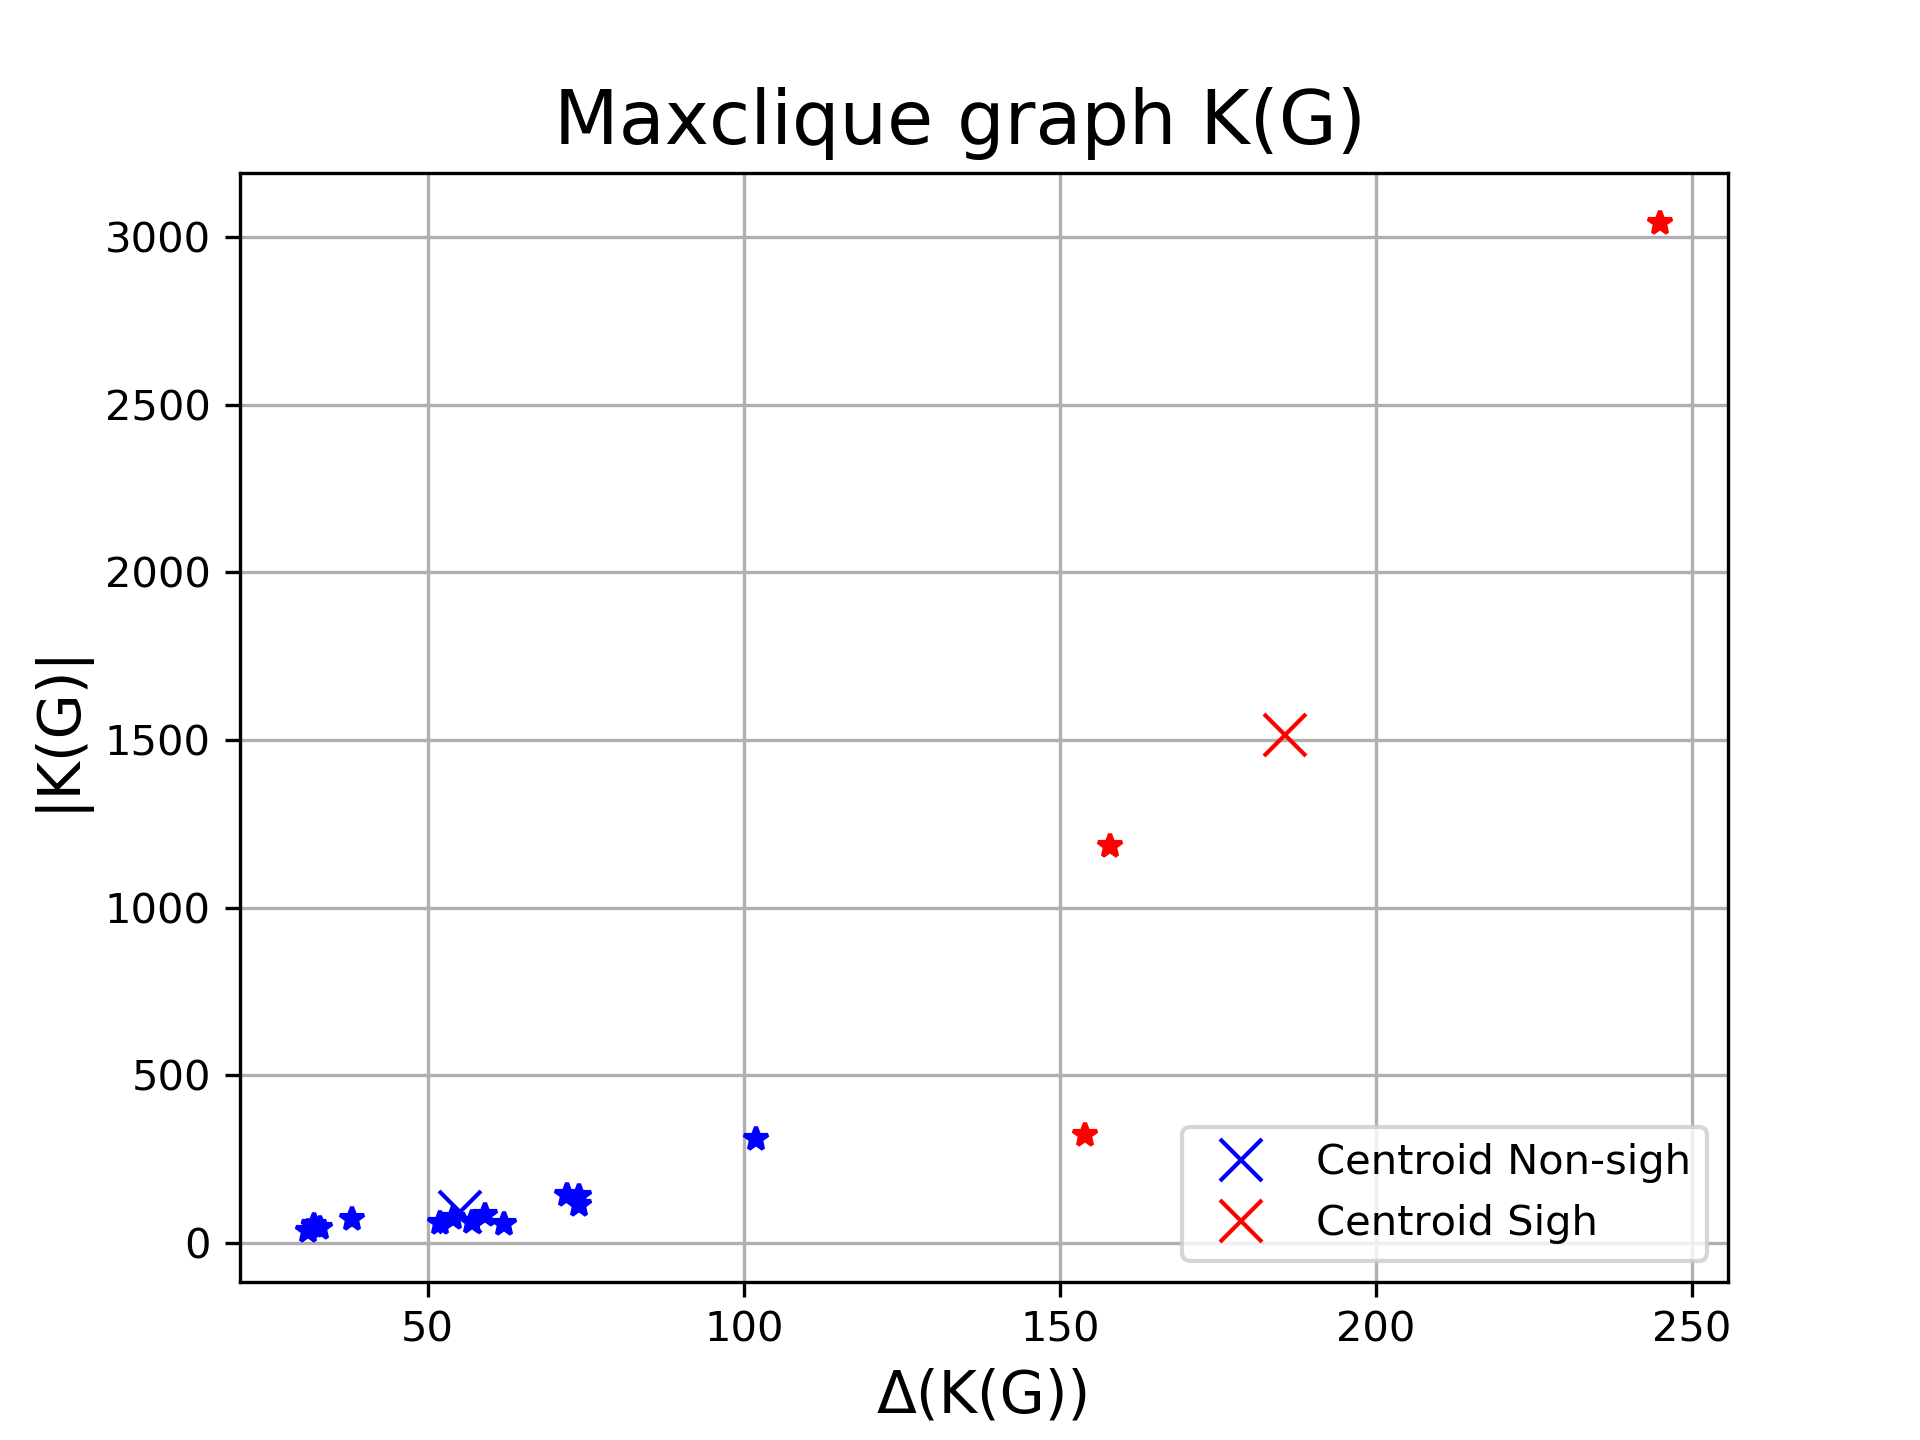 Maxclique graph K(G)
3000
2500
2000
1500
1000
500
0
|K(G)|
50 100 150 200 250
Δ(K(G))
Centroid Non-sigh
Centroid Sigh